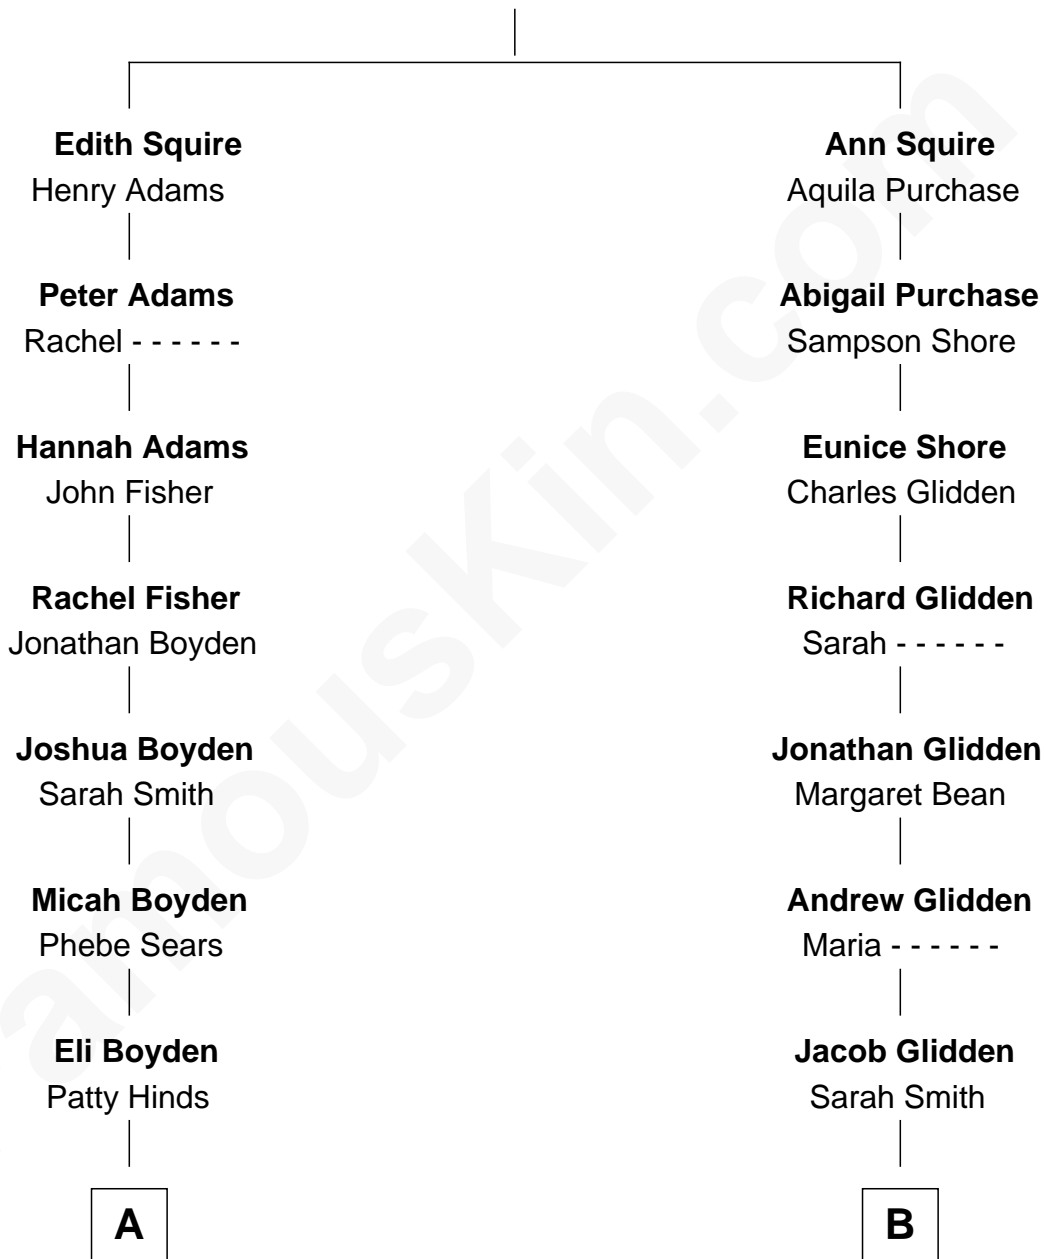 Edith Squire
Henry Adams
Ann Squire
Aquila Purchase
Peter Adams
Rachel - - - - - -
Abigail Purchase
Sampson Shore
Hannah Adams
John Fisher
Eunice Shore
Charles Glidden
Rachel Fisher
Jonathan Boyden
Richard Glidden
Sarah - - - - - -
Joshua Boyden
Sarah Smith
Jonathan Glidden
Margaret Bean
Micah Boyden
Phebe Sears
Andrew Glidden
Maria - - - - - -
Eli Boyden
Patty Hinds
Jacob Glidden
Sarah Smith
A
B
amousKin.com